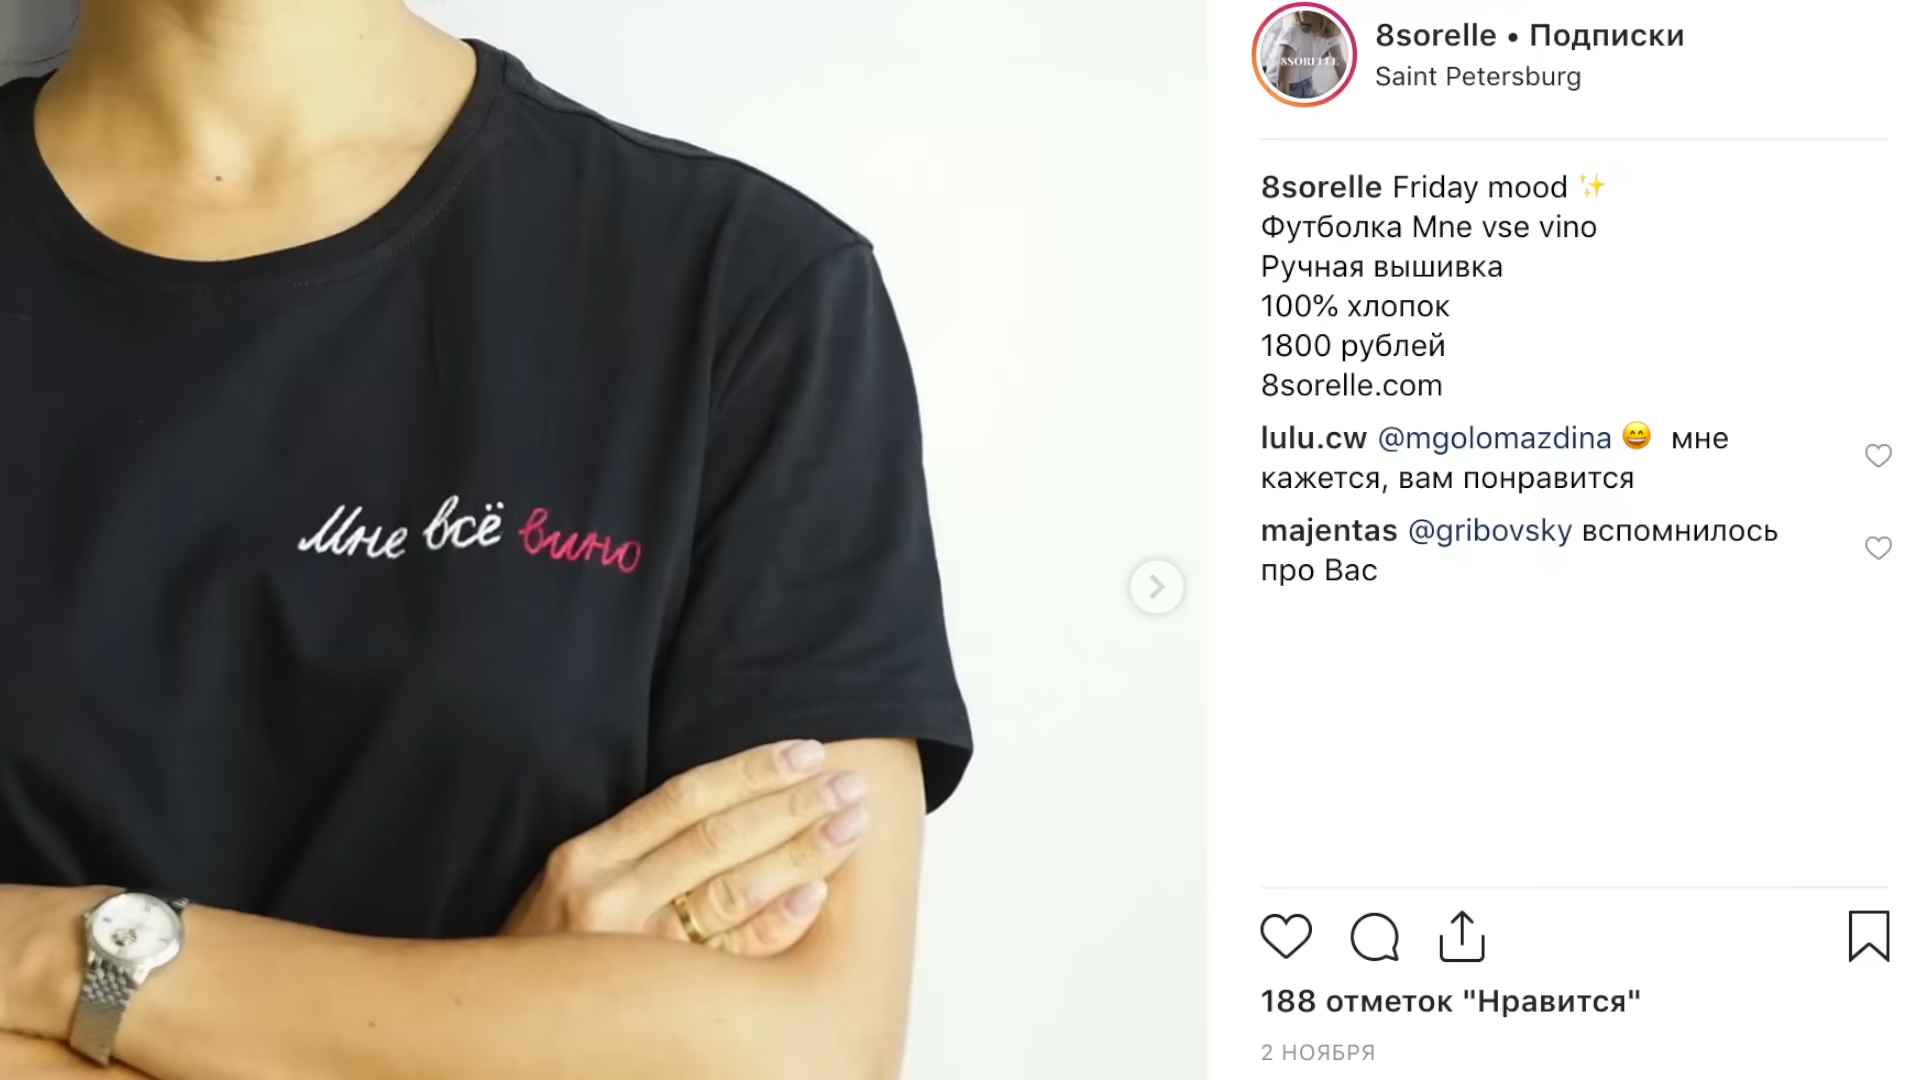 Мне всё вино
8SORELLE
8sorelle • Подписки
Saint Petersburg
8sorelle Friday mood ✨
Футболка Mne vse vino
Ручная вышивка
100% хлопок
1800 рублей
8sorelle.com
lulu.cw @mgolomazdina 😄 мне
кажется, вам понравится
majentas @gribovsky вспомнилось
про Вас
188 отметок "Нравится"
2 НОЯБРЯ